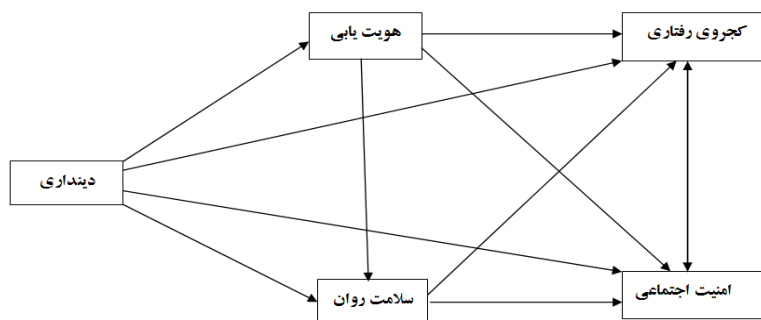 هویت یابی
کجروی رفتاری
دینداری
سلامت روان
امنیت اجتماعی